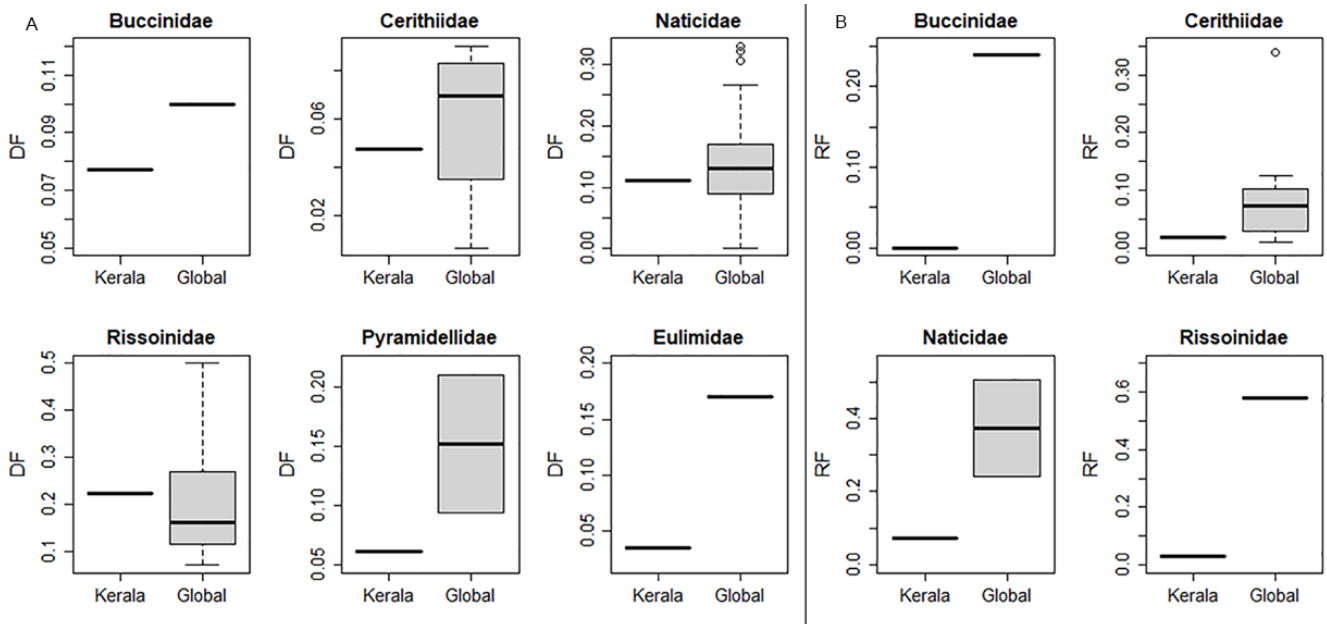 A
Buccinidae
DF
0.11
0.09
0.07
0.05
Kerala Global
Cerithiidae
DF
0.06
0.02
Kerala Global
Naticidae
DF
0.30
0.20
0.10
0.00
Kerala Global
Rissoinidae
DF
0.5
0.4
0.3
0.2
0.1
Kerala Global
Pyramidellidae
DF
0.20
0.15
0.10
0.05
Kerala Global
Eulimidae
DF
0.20
0.15
0.10
0.05
Kerala Global
B
Buccinidae
RF
0.20
0.10
0.00
Kerala Global
Cerithiidae
RF
0.30
0.20
0.10
0.00
Kerala Global
Naticidae
RF
0.4
0.2
0.0
Kerala Global
Rissoinidae
RF
0.6
0.4
0.2
0.0
Kerala Global